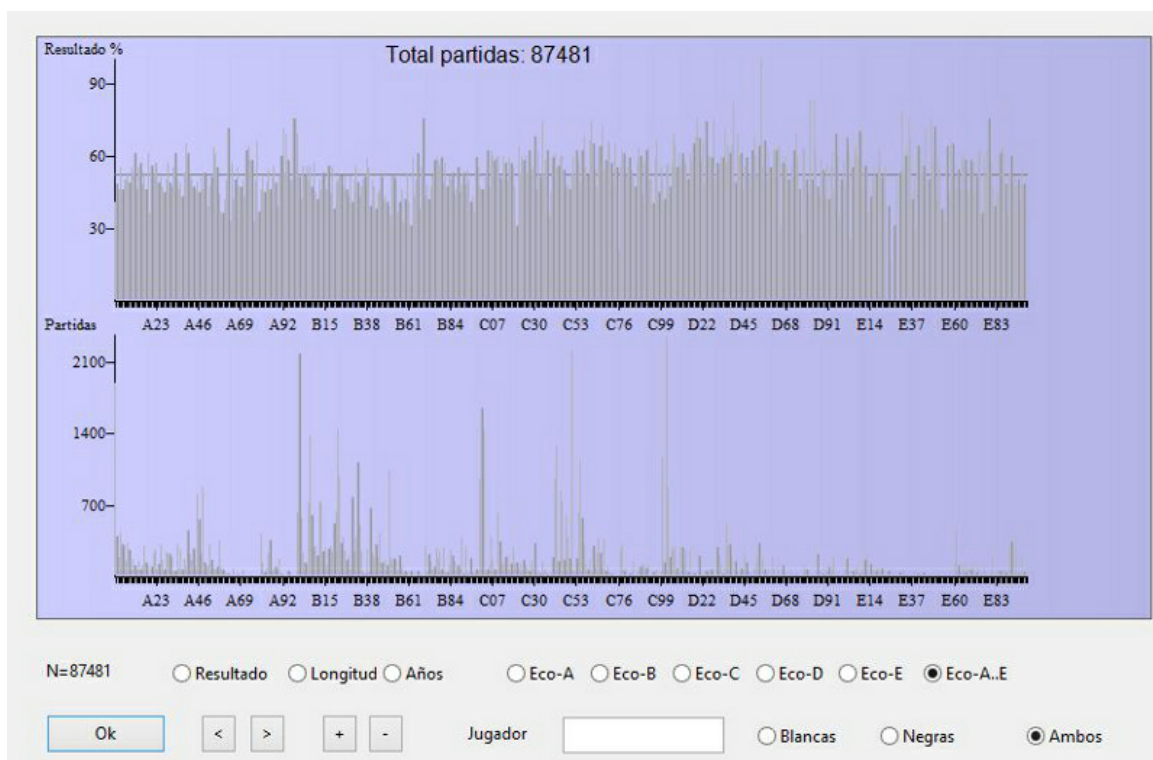 Resultado %
Total partidas: 87481
90
60
30
Partidas
A23 A46 A69 A92 B15 B38 B61 B84 C07 C30 C53 C76 C99 D22 D45 D68 D91 E14 E37 E60 E83
2100
1400
700
A23 A46 A69 A92 B15 B38 B61 B84 C07 C30 C53 C76 C99 D22 D45 D68 D91 E14 E37 E60 E83
N=87481 Resultado Longitud Años Eco-A Eco-B Eco-C Eco-D Eco-E Eco-A..E
Ok < > + - Jugador Blancas Negras Ambos